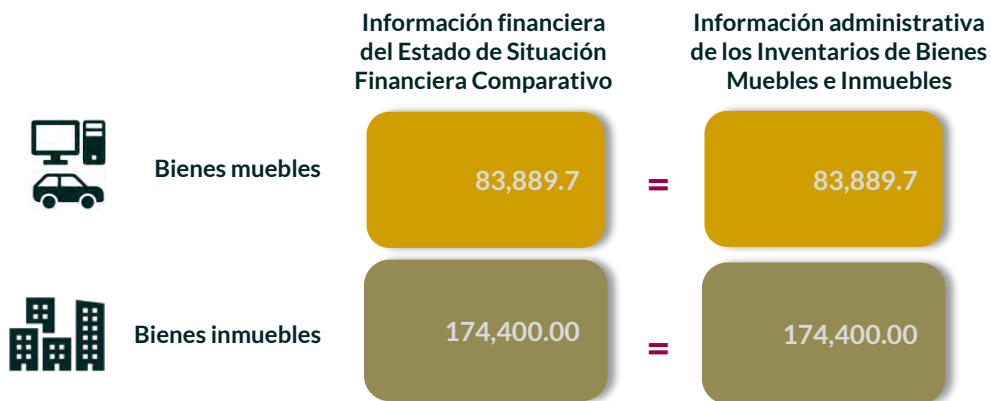 Información financiera
del Estado de Situación
Financiera Comparativo
Información administrativa
de los Inventarios de Bienes
Muebles e Inmuebles
Bienes muebles
83,889.7
=
83,889.7
Bienes inmuebles
174,400.00
=
174,400.00